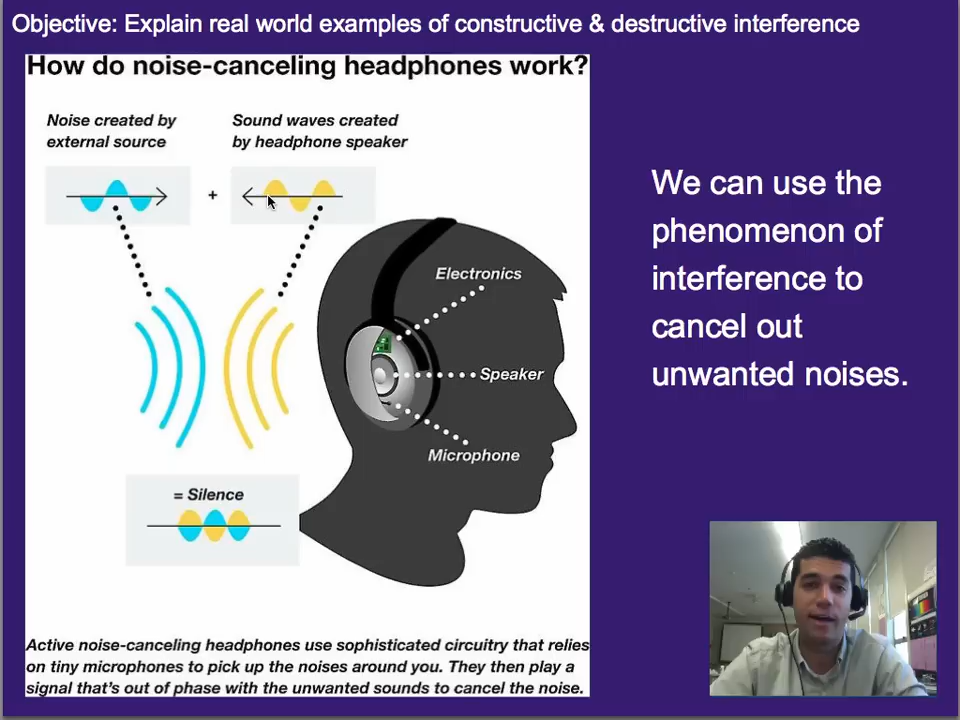 Objective: Explain real world examples of constructive & destructive interference
How do noise-canceling headphones work?
Noise created by
external source
Sound waves created
by headphone speaker
+
Electronics
Speaker
Microphone
= Silence
Active noise-canceling headphones use sophisticated circuitry that relies
on tiny microphones to pick up the noises around you. They then play a
signal that's out of phase with the unwanted sounds to cancel the noise.
We can use the
phenomenon of
interference to
cancel out
unwanted noises.